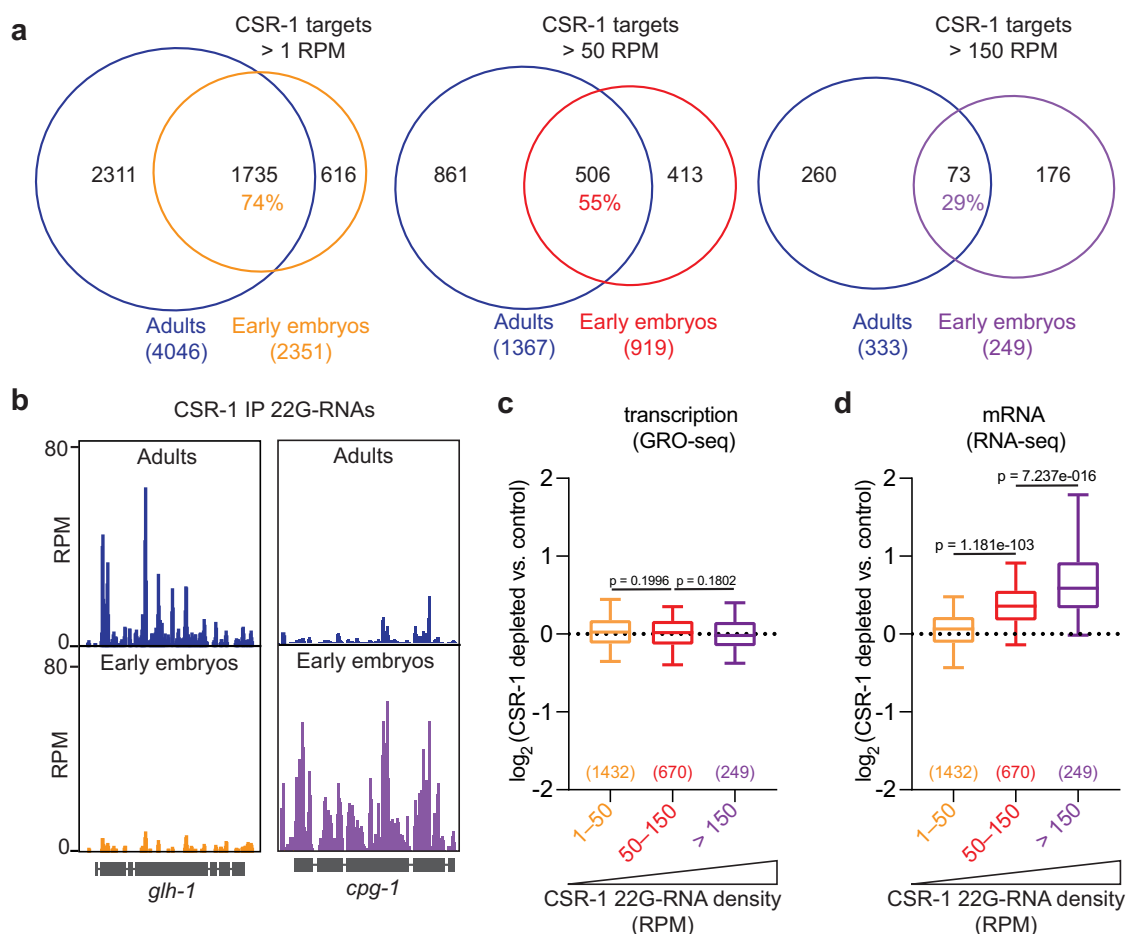 a
CSR-1 targets
> 1 RPM
2311
1735
74%
616
Adults
(4046)
Early embryos
(2351)
CSR-1 targets
> 50 RPM
861
506
55%
413
Adults
(1367)
Early embryos
(919)
CSR-1 targets
> 150 RPM
260
73
29%
176
Adults
(333)
Early embryos
(249)
b
CSR-1 IP 22G-RNAs
80
RPM
0
Adults
Adults
80
RPM
0
Early embryos
Early embryos
glh-1
cpg-1
c
transcription
(GRO-seq)
log2(CSR-1 depleted vs. control)
2
1
0
-1
-2
p = 0.1996
p = 0.1802
(1432)
(670)
(249)
1–50
50–150
> 150
CSR-1 22G-RNA density
(RPM)
d
mRNA
(RNA-seq)
log2(CSR-1 depleted vs. control)
2
1
0
-1
-2
p = 7.237e-016
p = 1.181e-103
(1432)
(670)
(249)
1–50
50–150
> 150
CSR-1 22G-RNA density
(RPM)